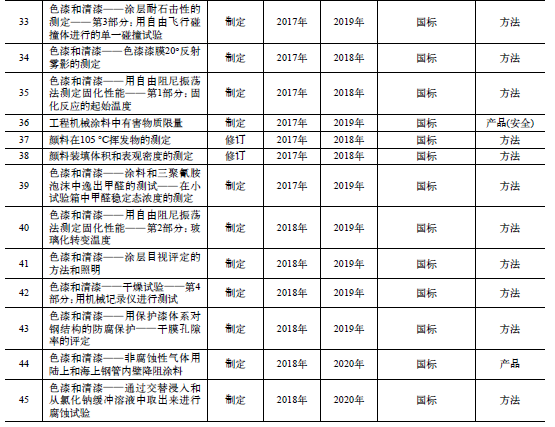 色漆和清漆——涂层耐石击性的
33 测定——第3部分：用自由飞行碰 制定 2017年 2019年 国标 方法
撞体进行的单一碰撞试验
34 色漆和清漆——色漆漆膜20°反射 制定 2017年 2018年 国标 方法
雾影的测定
色漆和清漆——用自由阻尼振荡
35 法测定固化性能——第1部分：固 制定 2017年 2018年 国标 方法
化反应的起始温度
36 工程机械涂料中有害物质限量 制定 2017年 2019年 国标 产品(安全)
37 颜料在105 °C挥发物的测定 修订 2017年 2018年 国标 方法
38 颜料装填体积和表观密度的测定 修订 2017年 2018年 国标 方法
色漆和清漆——涂料和三聚氰胺
39 泡沫中逸出甲醛的测试——在小 制定 2017年 2019年 国标 方法
试验箱中甲醛稳定态浓度的测定
色漆和清漆——用自由阻尼振荡
40 法测定固化性能——第2部分：玻 制定 2018年 2019年 国标 方法
璃化转变温度
41 色漆和清漆——涂层目视评定的 制定 2018年 2019年 国标 方法
方法和照明
42 色漆和清漆——干燥试验——第4 制定 2018年 2019年 国标 方法
部分：用机械记录仪进行测试
色漆和清漆——用保护漆体系对
43 钢结构的防腐保护——干膜孔隙 制定 2018年 2019年 国标 方法
率的评定
44 色漆和清漆——非腐蚀性气体用 制定 2018年 2020年 国标 产品
陆上和海上钢管内壁降阻涂料
色漆和清漆——通过交替浸入和
45 从氯化钠缓冲溶液中取出来进行 制定 2018年 2020年 国标 方法
腐蚀试验